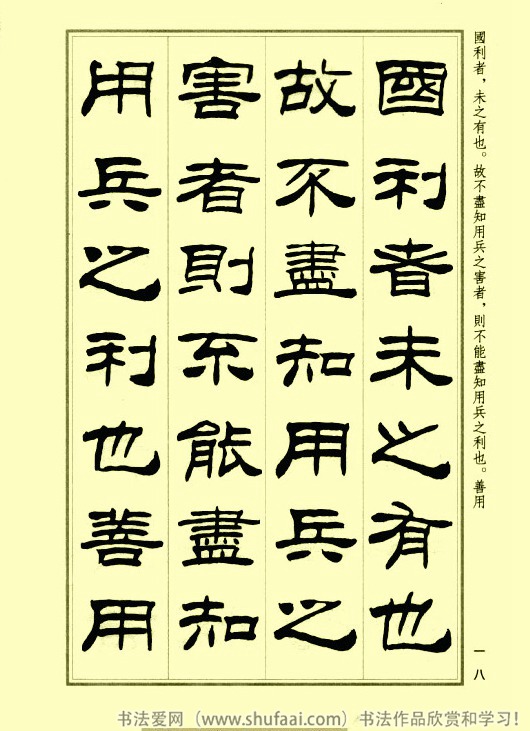 國利者，未之有也。故不盡知用兵之害者，則不能盡知用兵之利也。善用
國利者未之有也
故不盡知用兵之
害者則不能盡知
用兵之利也善用
一八
书法爱网（www.shufaai.com）书法作品欣赏和学习！